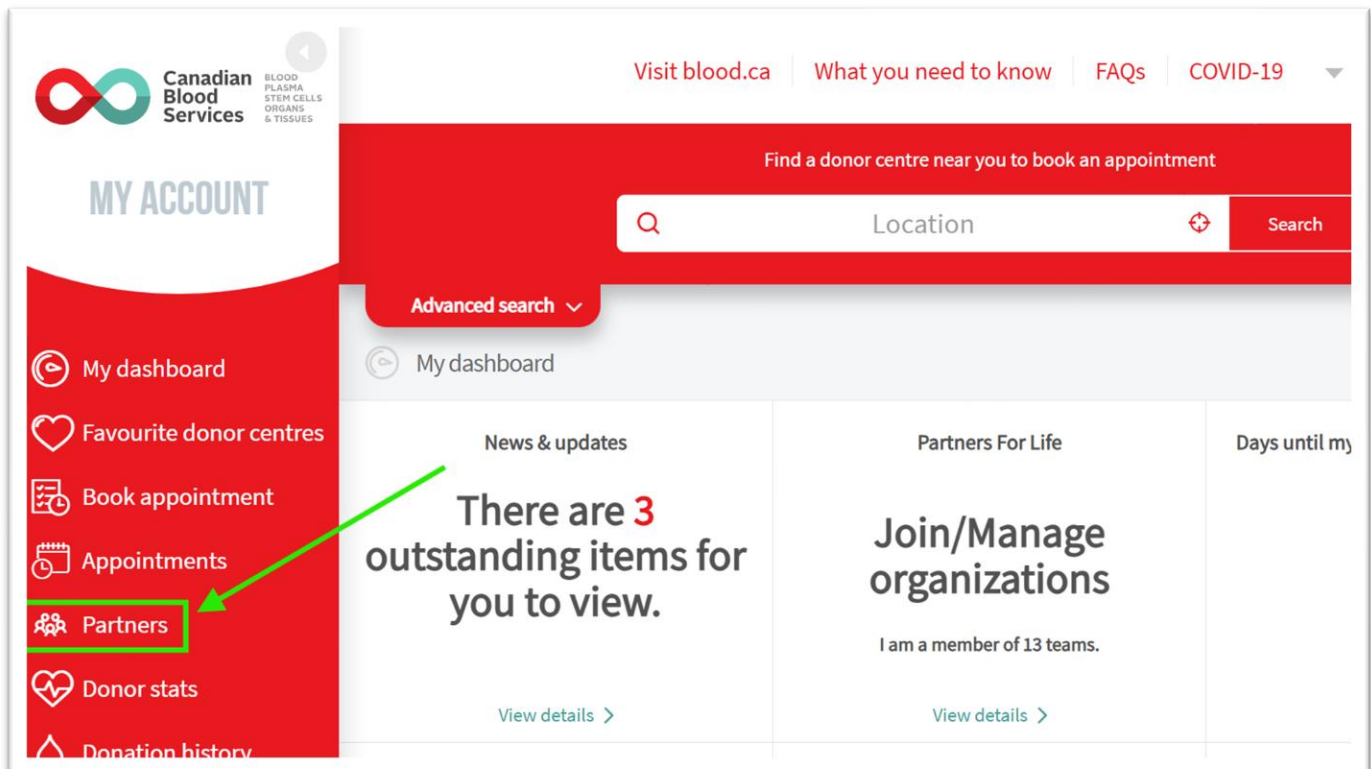 Canadian
Blood
Services
BLOOD
PLASMA
STEM CELLS
ORGANS
& TISSUES
MY ACCOUNT
My dashboard
Favourite donor centres
Book appointment
Appointments
Partners
Donor stats
Donation history
Visit blood.ca
What you need to know
FAQs
COVID-19
Find a donor centre near you to book an appointment
Location
Search
Advanced search
My dashboard
News & updates
There are 3
outstanding items for
you to view.
View details
Partners For Life
Join/Manage
organizations
I am a member of 13 teams.
View details
Days until my